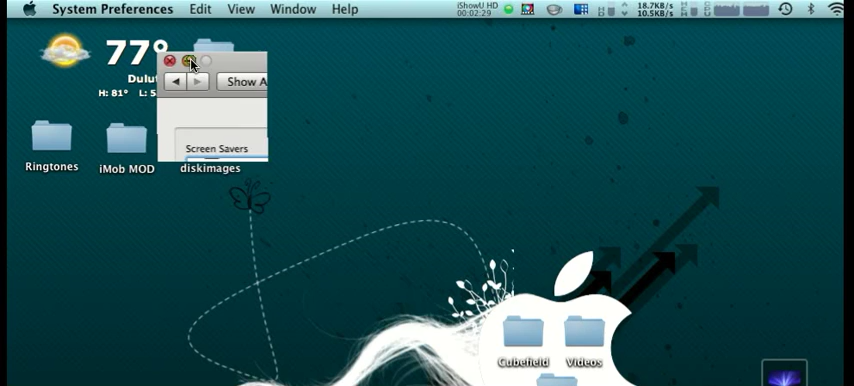 System Preferences Edit View Window Help
iShowU HD
00:02:29
18.7KB/s
10.5KB/s
77°
H: 81° L: 5
Show A
Screen Savers
Ringtones
iMob MOD
diskimages
Cubefield
Videos